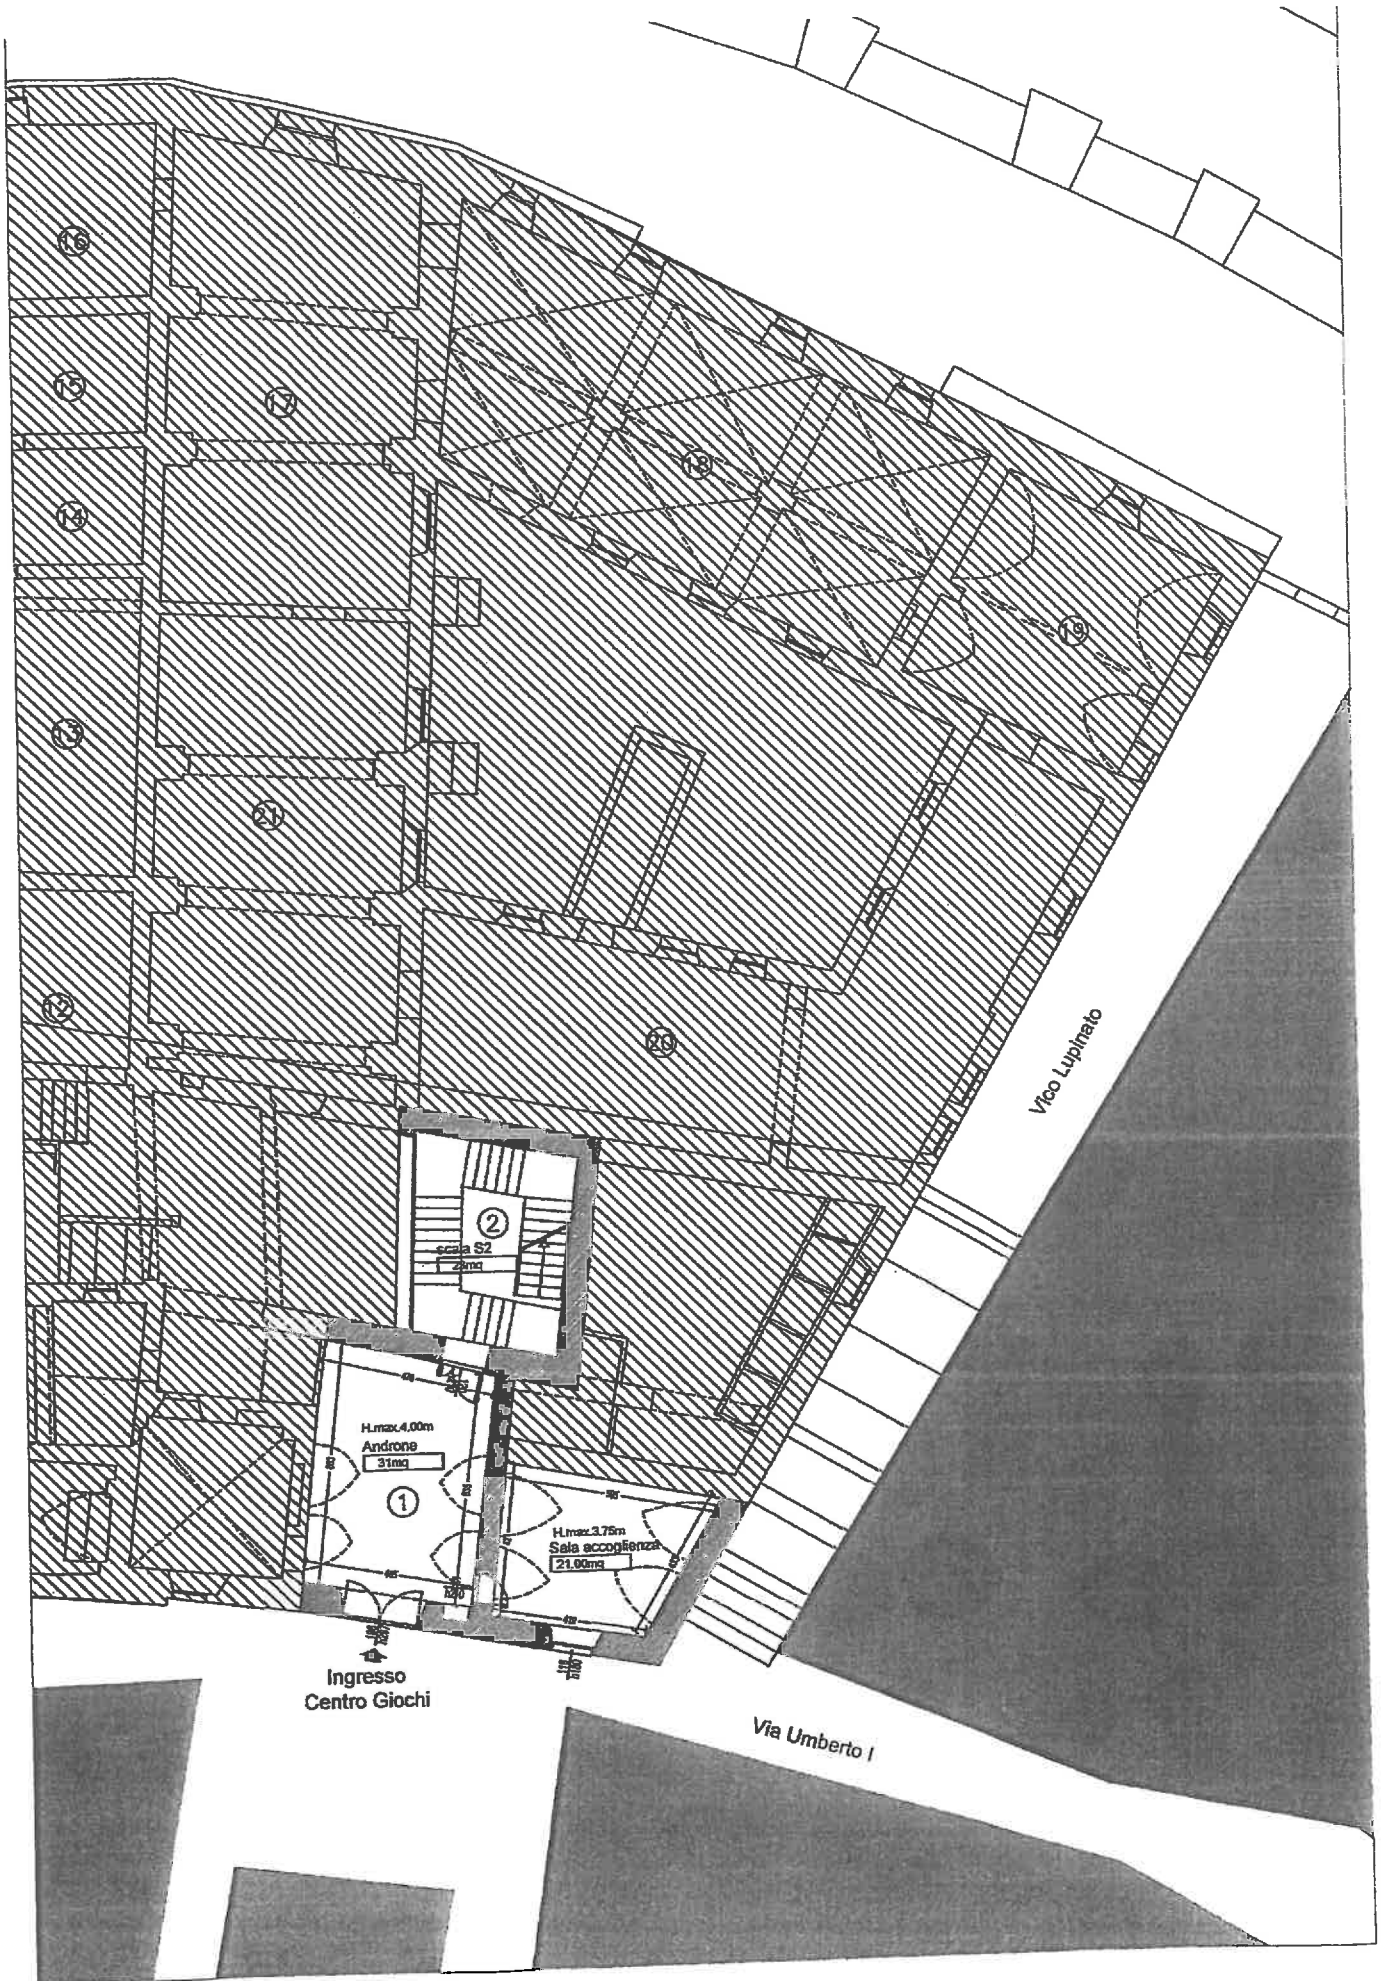 16
15
17
18
14
19
13
21
12
20
Vico Lupinato
2
scala S2
23mq
H.max.4,00m
Androne
31mq
1
H.max.3.75m
Sala accoglienza
21.00mq
Ingresso
Centro Giochi
Via Umberto I